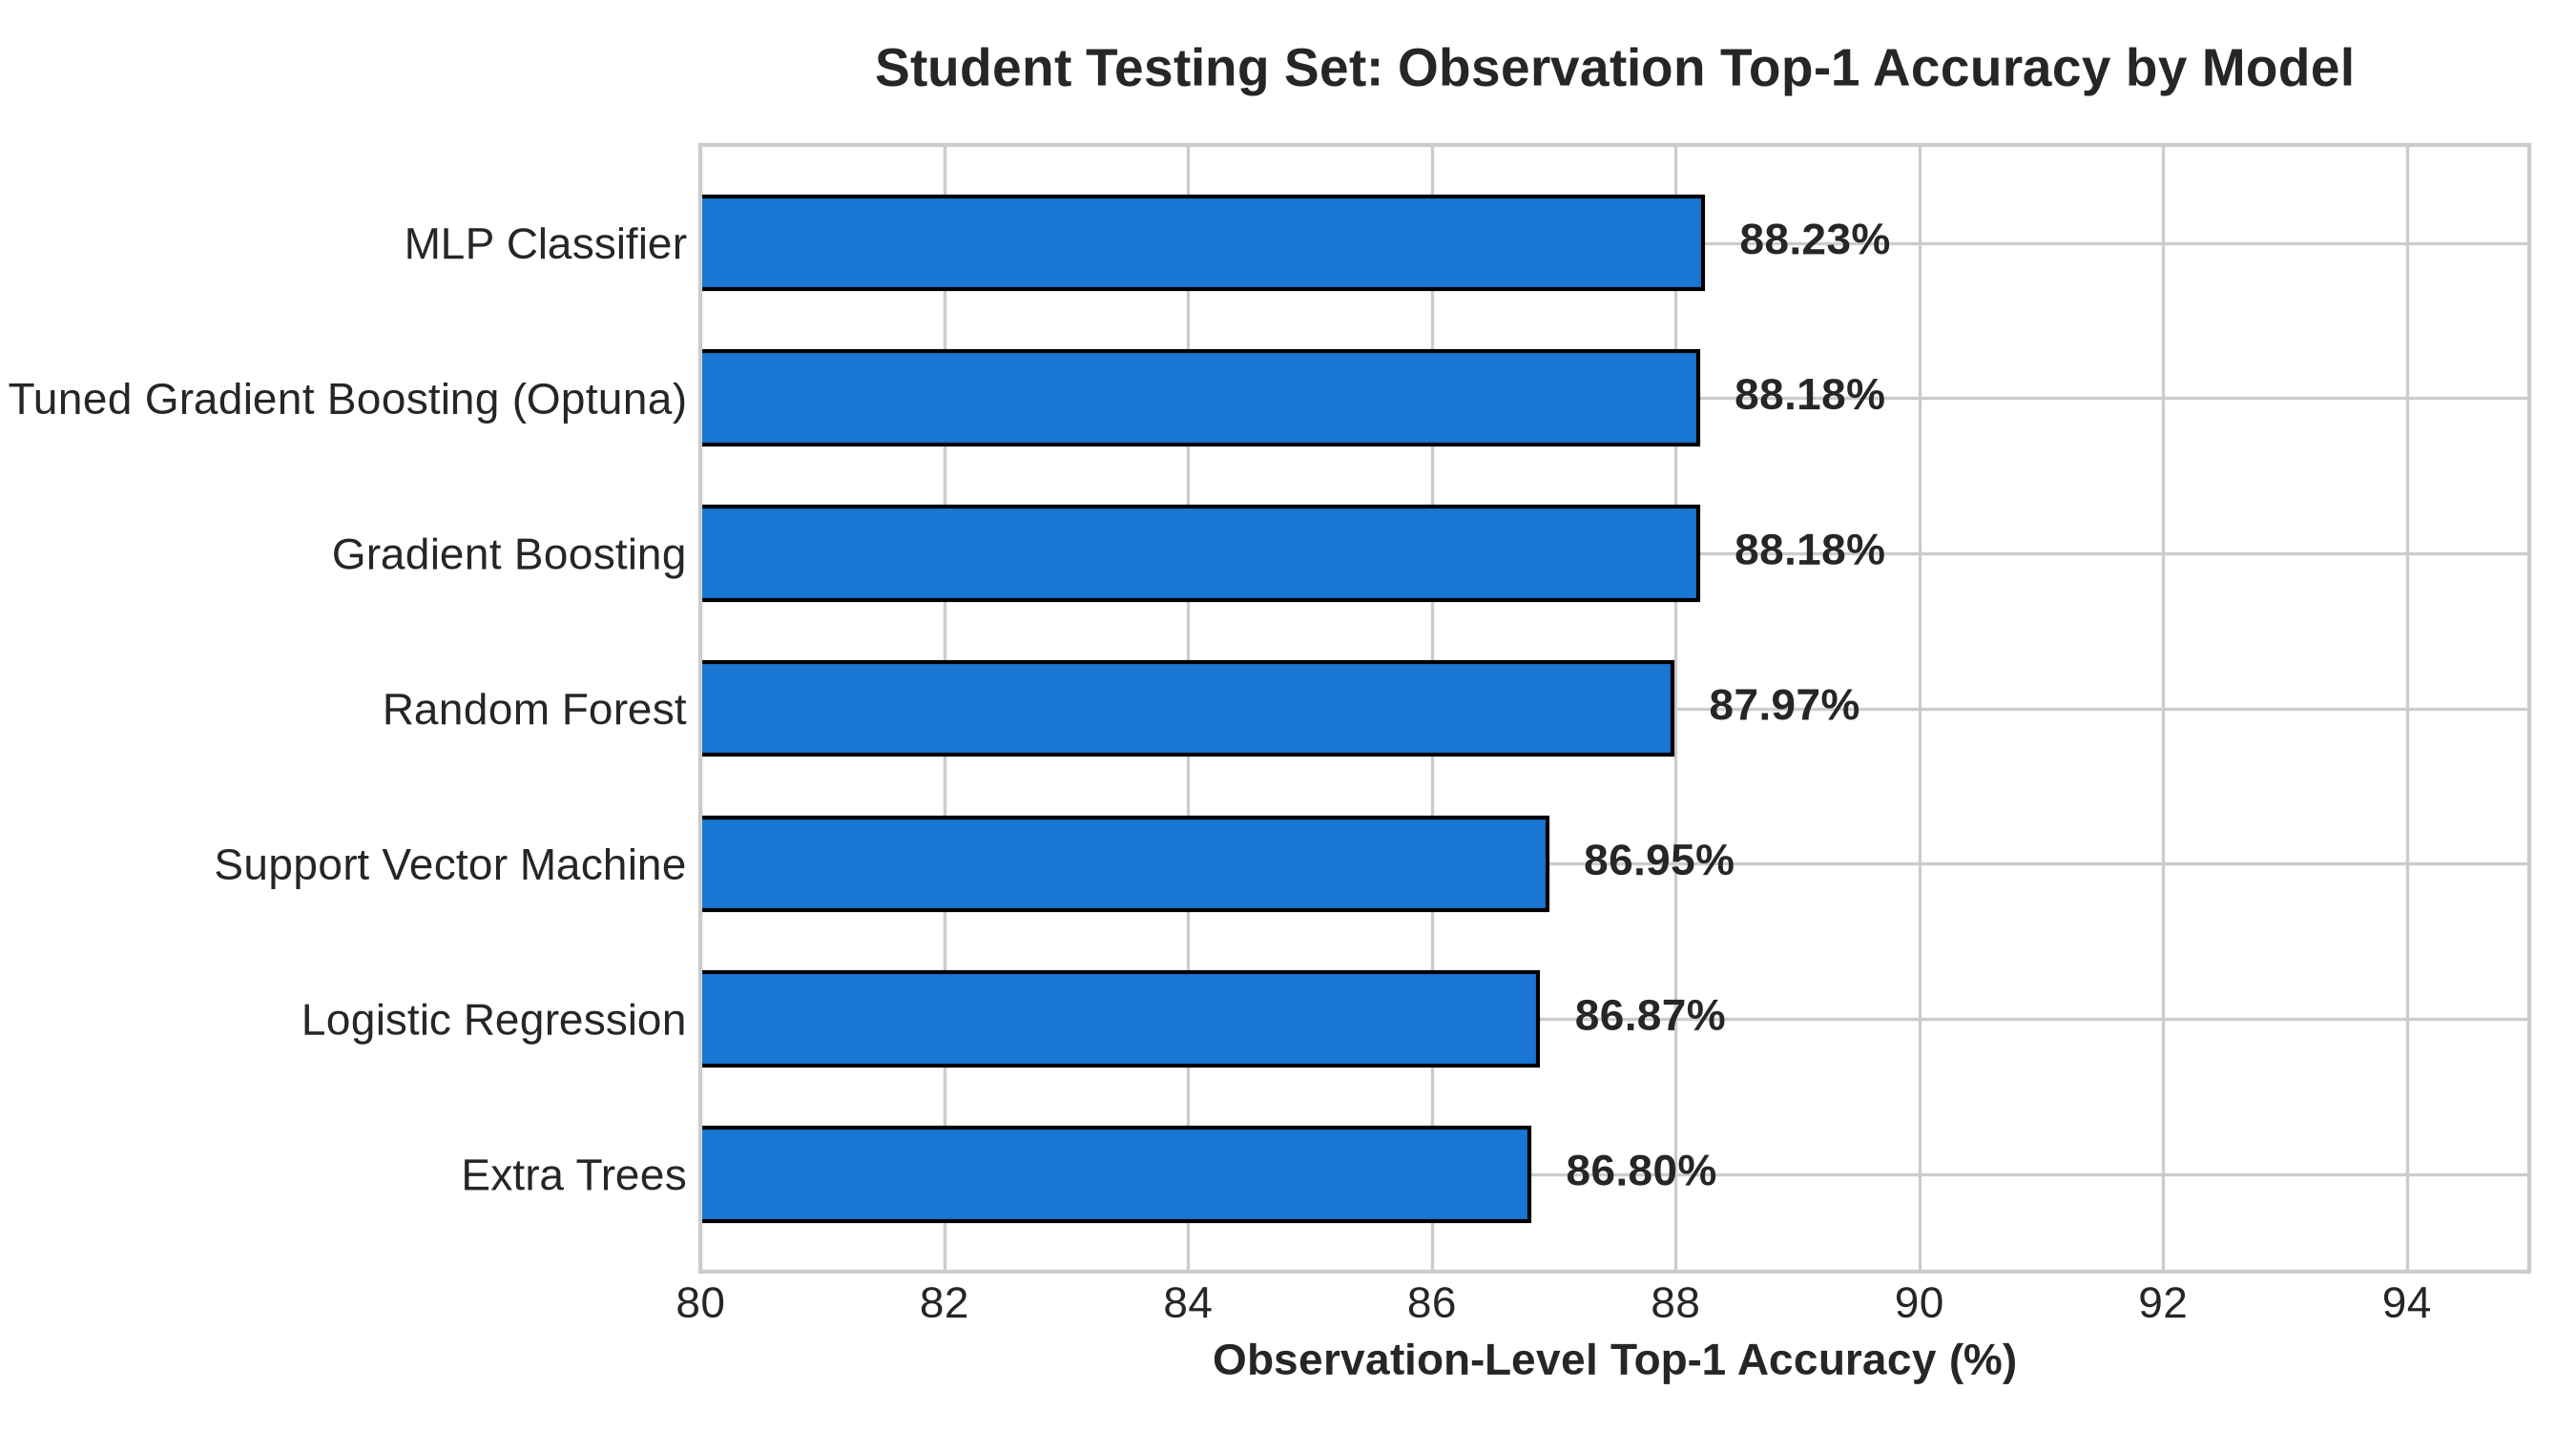 Student Testing Set: Observation Top-1 Accuracy by Model
MLP Classifier 88.23%
Tuned Gradient Boosting (Optuna) 88.18%
Gradient Boosting 88.18%
Random Forest 87.97%
Support Vector Machine 86.95%
Logistic Regression 86.87%
Extra Trees 86.80%
80 82 84 86 88 90 92 94
Observation-Level Top-1 Accuracy (%)